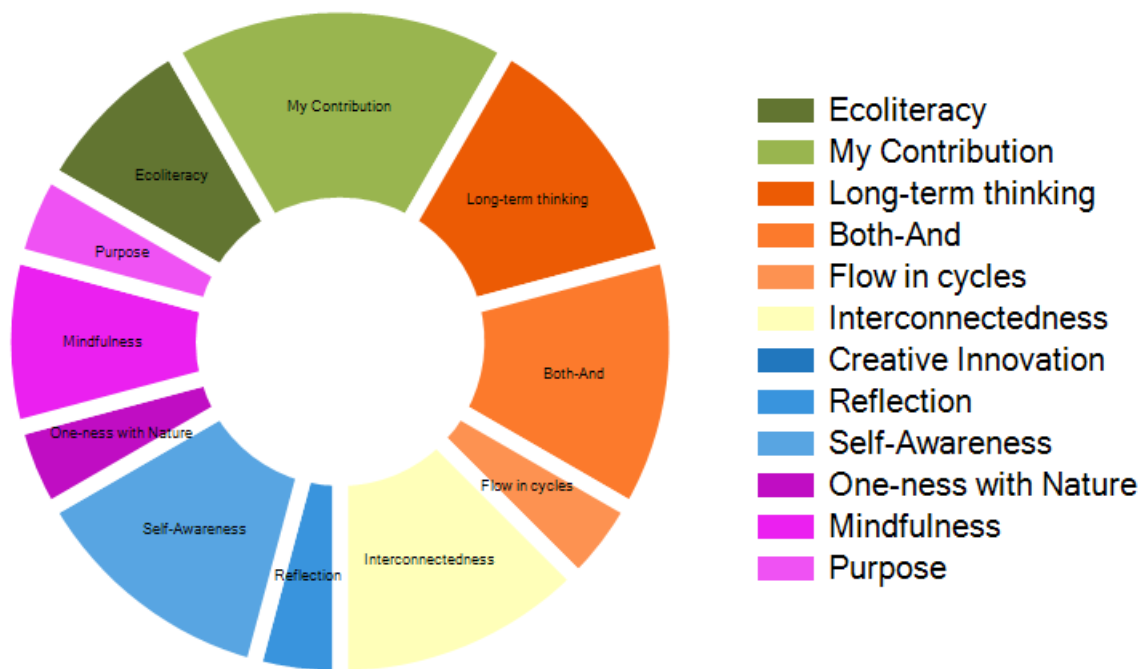 My Contribution
Ecoliteracy
Long-term thinking
Purpose
Mindfulness
Both-And
One-ness with Nature
Flow in cycles
Self-Awareness
Interconnectedness
Reflection
Ecoliteracy
My Contribution
Long-term thinking
Both-And
Flow in cycles
Interconnectedness
Creative Innovation
Reflection
Self-Awareness
One-ness with Nature
Mindfulness
Purpose